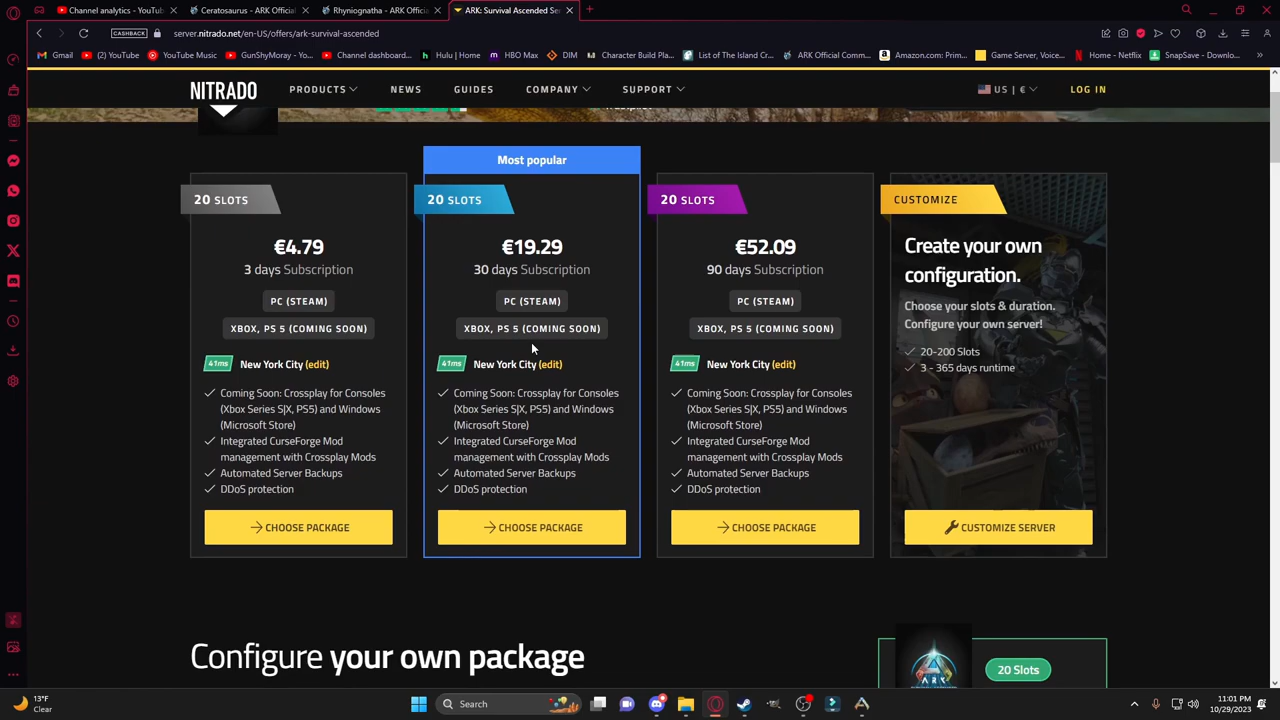 Channel analytics - YouTub
Ceratosaurus - ARK Official
Rhyniognatha - ARK Official
ARK: Survival Ascended Ser
CASHBACK
server.nitrado.net/en-US/offers/ark-survival-ascended
Gmail
(2) YouTube
YouTube Music
GunShyMoray - Yo...
Channel dashboard...
Hulu | Home
HBO Max
DIM
Character Build Pla...
List of The Island Cr...
ARK Official Comm...
Amazon.com: Prim...
Game Server, Voice...
Home - Netflix
SnapSave - Downlo...
NITRADO
PRODUCTS
NEWS
GUIDES
COMPANY
SUPPORT
US | €
LOG IN
Most popular
20 SLOTS
€4.79
3 days Subscription
PC (STEAM)
XBOX, PS 5 (COMING SOON)
41ms
New York City (edit)
Coming Soon: Crossplay for Consoles
(Xbox Series S|X, PS5) and Windows
(Microsoft Store)
Integrated CurseForge Mod
management with Crossplay Mods
Automated Server Backups
DDoS protection
CHOOSE PACKAGE
20 SLOTS
€19.29
30 days Subscription
PC (STEAM)
XBOX, PS 5 (COMING SOON)
41ms
New York City (edit)
Coming Soon: Crossplay for Consoles
(Xbox Series S|X, PS5) and Windows
(Microsoft Store)
Integrated CurseForge Mod
management with Crossplay Mods
Automated Server Backups
DDoS protection
CHOOSE PACKAGE
20 SLOTS
€52.09
90 days Subscription
PC (STEAM)
XBOX, PS 5 (COMING SOON)
41ms
New York City (edit)
Coming Soon: Crossplay for Consoles
(Xbox Series S|X, PS5) and Windows
(Microsoft Store)
Integrated CurseForge Mod
management with Crossplay Mods
Automated Server Backups
DDoS protection
CHOOSE PACKAGE
CUSTOMIZE
Create your own
configuration.
Choose your slots & duration.
Configure your own server!
20-200 Slots
3 - 365 days runtime
CUSTOMIZE SERVER
Configure your own package
20 Slots
13°F
Clear
Search
11:01 PM
10/29/2023